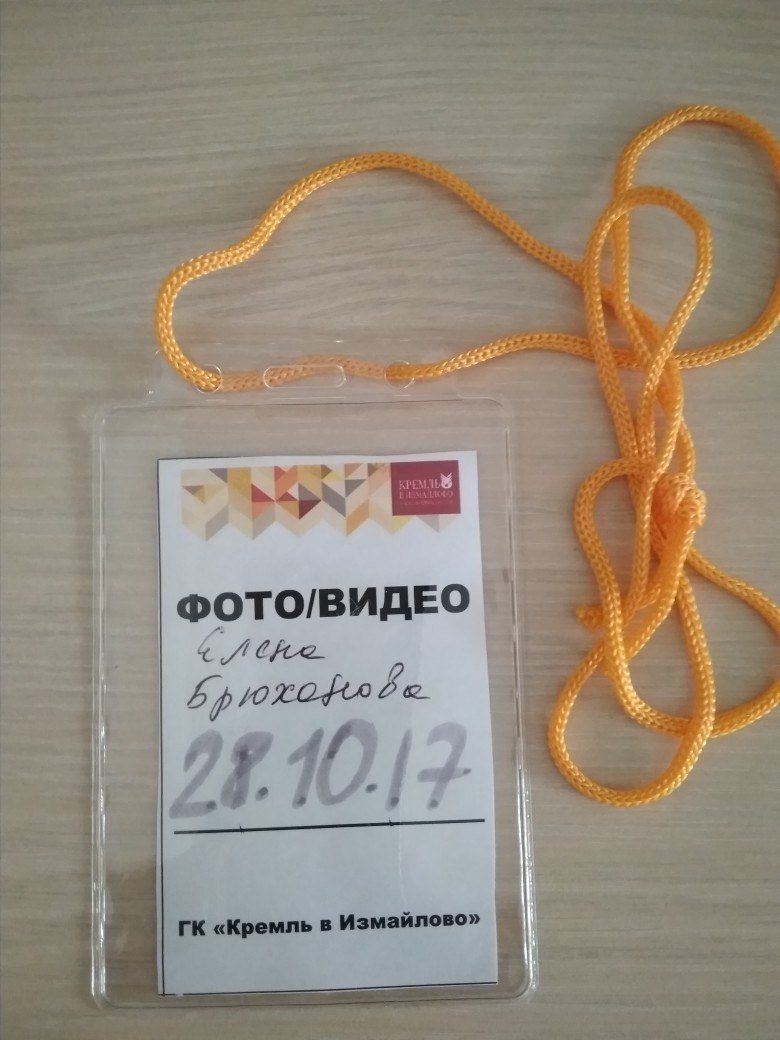 КРЕМЛЬ
В ИЗМАЙЛОВО
ФОТО/ВИДЕО
Елена
Брюханова
28.10.17
ГК «Кремль в Измайлово»